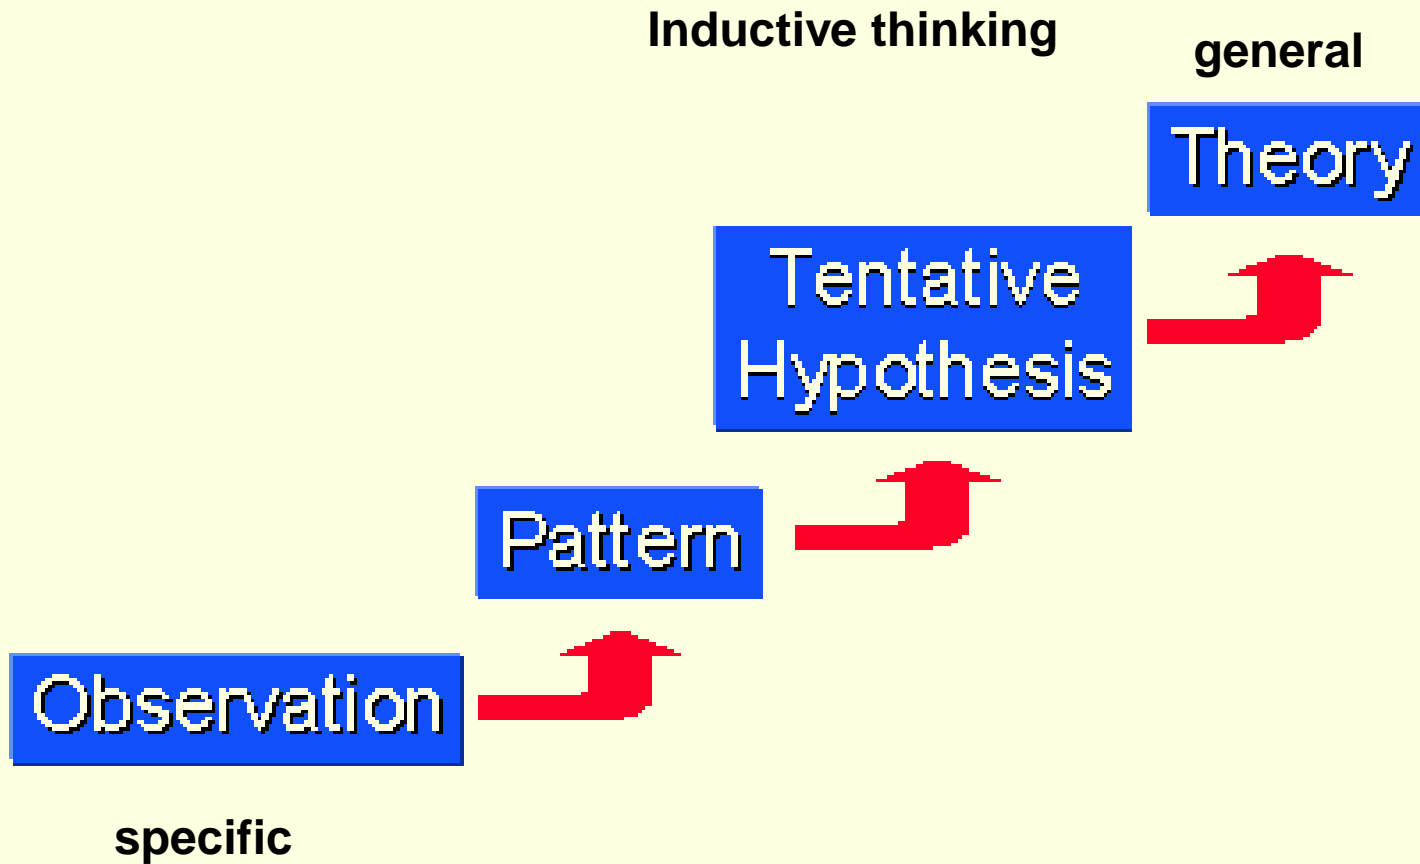 Inductive thinking
general
Theory
Tentative
Hypothesis
Pattern
Observation
specific